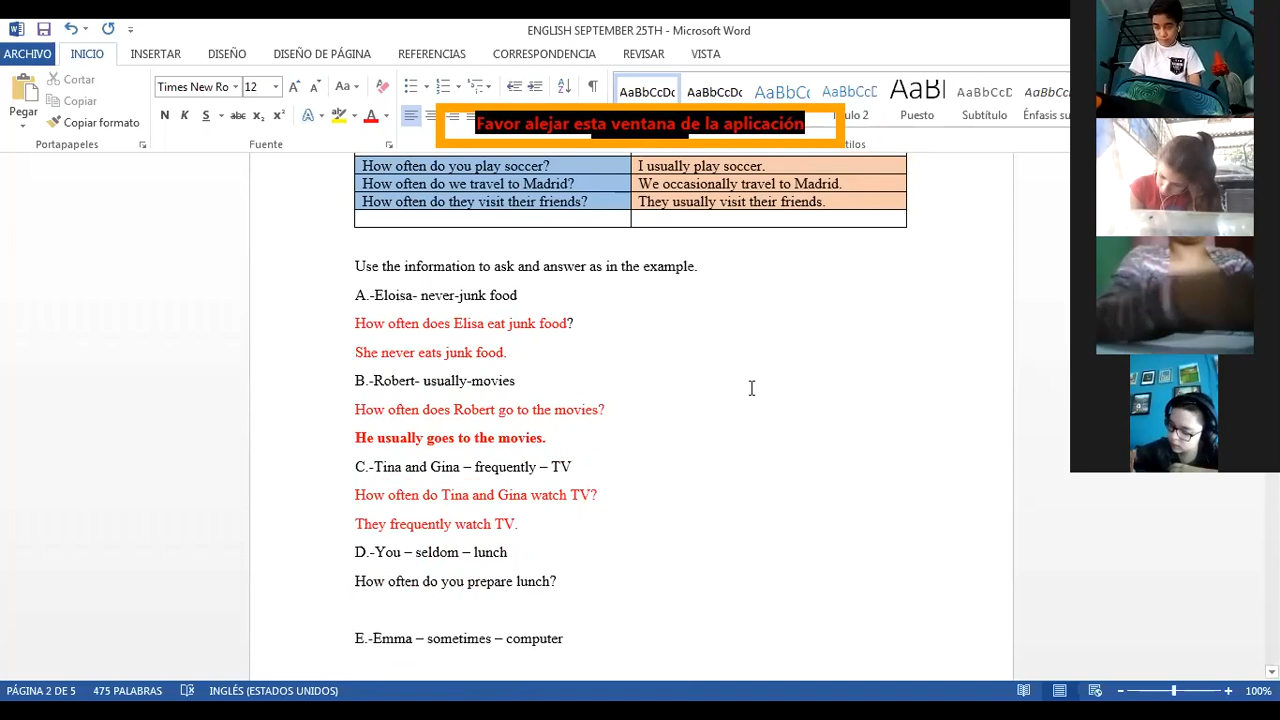 ENGLISH SEPTEMBER 25TH - Microsoft Word
ARCHIVO INICIO INSERTAR DISEÑO DISEÑO DE PÁGINA REFERENCIAS CORRESPONDENCIA REVISAR VISTA
Pegar
Cortar
Copiar
Copiar formato
Portapapeles
Times New Ro 12
Aa
N K S
A A
Fuente
AaBbCcDc AaBbCcDc AaBbC AaBbCcD AaBbCcD
Subtítulo Énfasis
Favor alejar esta ventana de la aplicación
How often do you play soccer? I usually play soccer.
How often do we travel to Madrid? We occasionally travel to Madrid.
How often do they visit their friends? They usually visit their friends.
Use the information to ask and answer as in the example.
A.-Eloisa- never-junk food
How often does Elisa eat junk food?
She never eats junk food.
B.-Robert- usually-movies
How often does Robert go to the movies?
He usually goes to the movies.
C.-Tina and Gina – frequently – TV
How often do Tina and Gina watch TV?
They frequently watch TV.
D.-You – seldom – lunch
How often do you prepare lunch?
E.-Emma – sometimes – computer
PÁGINA 2 DE 5 475 PALABRAS INGLÉS (ESTADOS UNIDOS) 100%